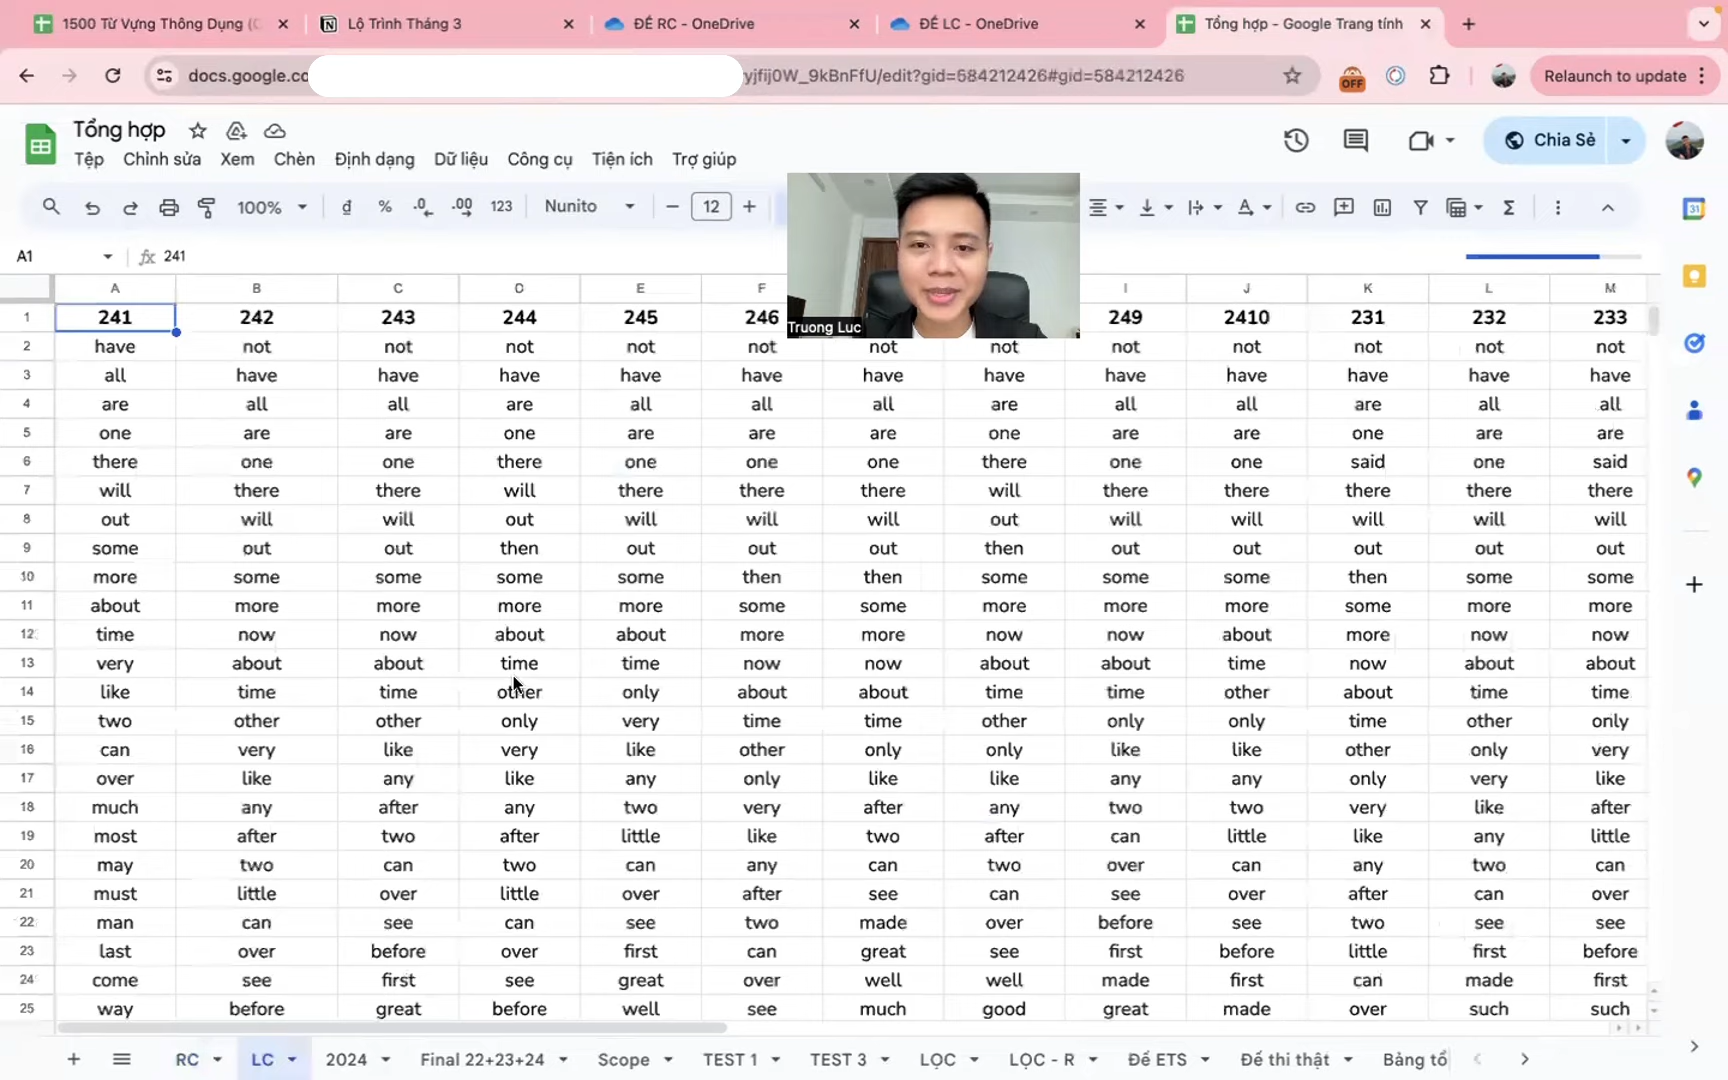 1500 Từ Vựng Thông Dụng (
Lộ Trình Tháng 3
ĐỀ RC - OneDrive
ĐỀ LC - OneDrive
Tổng hợp - Google Trang tính
docs.google.co
yjfij0W_9kBnFfU/edit?gid=584212426#gid=584212426
OFF
Relaunch to update
Tổng hợp
Chia Sẻ
Tệp Chỉnh sửa Xem Chèn Định dạng Dữ liệu Công cụ Tiện ích Trợ giúp
100% đ % .0 .00 123 Nunito 12
31
A1 fx 241
Truong Luc
A B C D E F I J K L M
1 241 242 243 244 245 246 249 2410 231 232 233
2 have not not not not not not not not not not not not
3 all have have have have have have have have have have have have
4 are all all are all all all are all all are all all
5 one are are one are are are one are are one are are
6 there one one there one one one there one one said one said
7 will there there will there there there will there there there there there
8 out will will out will will will out will will will will will
9 some out out then out out out then out out out out out
10 more some some some some then then some some some then some some
11 about more more more more some some more more more some more more
12 time now now about about more more now now about more now now
13 very about about time time now now about about time now about about
14 like time time other only about about time time other about time time
15 two other other only very time time other only only time other only
16 can very like very like other only only like like other only very
17 over like any like any only like like any any only very like
18 much any after any two very after any two two very like after
19 most after two after little like two after can little like any little
20 may two can two can any can two over can any two can
21 must little over little over after see can see over after can over
22 man can see can see two made over before see two see see
23 last over before over first can great see first before little first before
24 come see first see great over well well made first can made first
25 way before great before well see much good great made over such such
RC LC 2024 Final 22+23+24 Scope TEST 1 TEST 3 LỌC LỌC - R Đề ETS Đề thi thật Bảng tổ